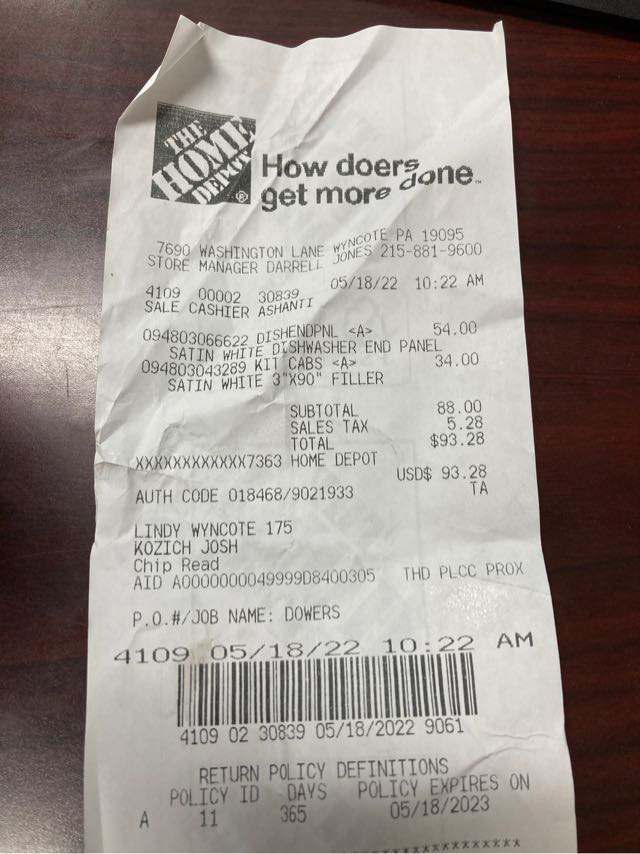 THE
HOME
DEPOT®
How doers
get more done™
7690 WASHINGTON LANE WYNCOTE PA 19095
STORE MANAGER DARRELL JONES 215-881-9600
4109 00002 30839 05/18/22 10:22 AM
SALE CASHIER ASHANTI
094803066622 DISHENDPNL <A> 54.00
SATIN WHITE DISHWASHER END PANEL
094803043289 KIT CABS <A> 34.00
SATIN WHITE 3"X90" FILLER
SUBTOTAL 88.00
SALES TAX 5.28
TOTAL $93.28
XXXXXXXXXXXX7363 HOME DEPOT
USD$ 93.28
AUTH CODE 018468/9021933 TA
LINDY WYNCOTE 175
KOZICH JOSH
Chip Read
AID A0000000049999D8400305 THD PLCC PROX
P.O.#/JOB NAME: DOWERS
4109 05/18/22 10:22 AM
4109 02 30839 05/18/2022 9061
RETURN POLICY DEFINITIONS
POLICY ID DAYS POLICY EXPIRES ON
A 11 365 05/18/2023